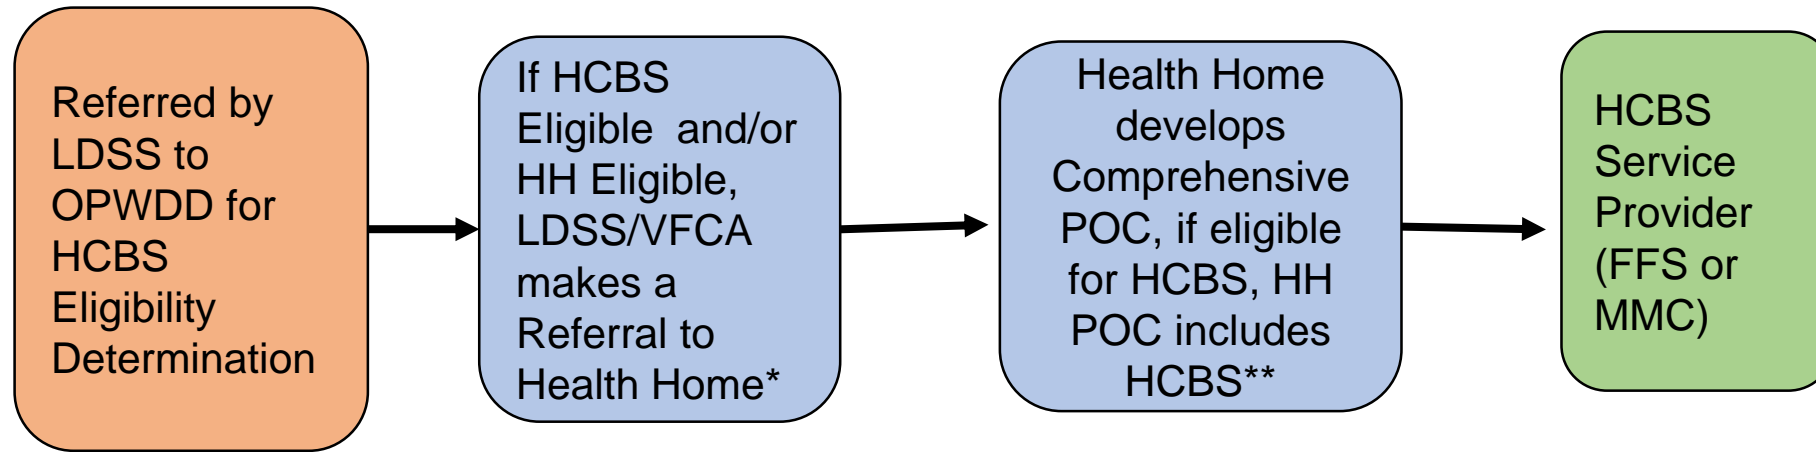 Referred by
LDSS to
OPWDD for
HCBS
Eligibility
Determination
If HCBS
Eligible  and/or
HH Eligible,
LDSS/VFCA
makes a
Referral to
Health Home*
Health Home
develops
Comprehensive
POC, if eligible
for HCBS, HH
POC includes
HCBS**
HCBS
Service
Provider
(FFS or
MMC)